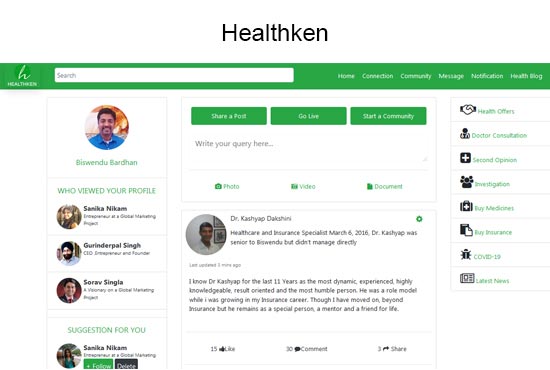 Healthken
HEALTHKEN
Search
Home Connection Community Message Notification Health Blog
Biswendu Bardhan
WHO VIEWED YOUR PROFILE
Sanika Nikam
Entrepreneur at a Global Marketing
Project
Gurinderpal Singh
CEO ,Entrepreneur and Founder
Sorav Singla
A Visionary on a Global Marketing
Project
SUGGESTION FOR YOU
Sanika Nikam
Entrepreneur at a Global Marketing
+ Follow Delete
Share a Post Go Live Start a Community
Write your query here...
Photo Video Document
Dr. Kashyap Dakshini
Healthcare and Insurance Specialist March 6, 2016, Dr. Kashyap was
senior to Biswendu but didn't manage directly
Last updated 3 mins ago
I know Dr Kashyap for the last 11 Years as the most dynamic, experienced, highly
knowledgeable, result oriented and the most humble person. He was a role model
while i was growing in my Insurance career. Though I have moved on, beyond
Insurance but he remains as a special person, a mentor and a friend for life.
15 Like 30 Comment 3 Share
Health Offers
Doctor Consultation
Second Opinion
Investigation
Buy Medicines
Buy Insurance
COVID-19
Latest News